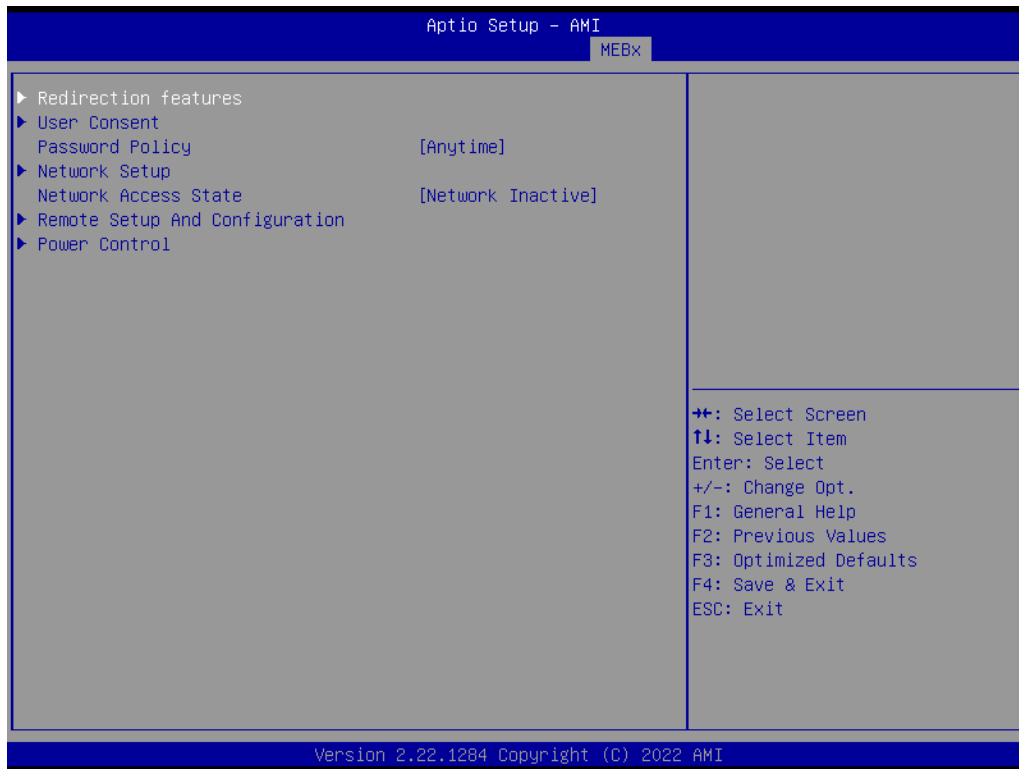 Aptio Setup – AMI
MEBx
▶ Redirection features
▶ User Consent
Password Policy [Anytime]
▶ Network Setup
Network Access State [Network Inactive]
▶ Remote Setup And Configuration
▶ Power Control
→←: Select Screen
↑↓: Select Item
Enter: Select
+/-: Change Opt.
F1: General Help
F2: Previous Values
F3: Optimized Defaults
F4: Save & Exit
ESC: Exit
Version 2.22.1284 Copyright (C) 2022 AMI